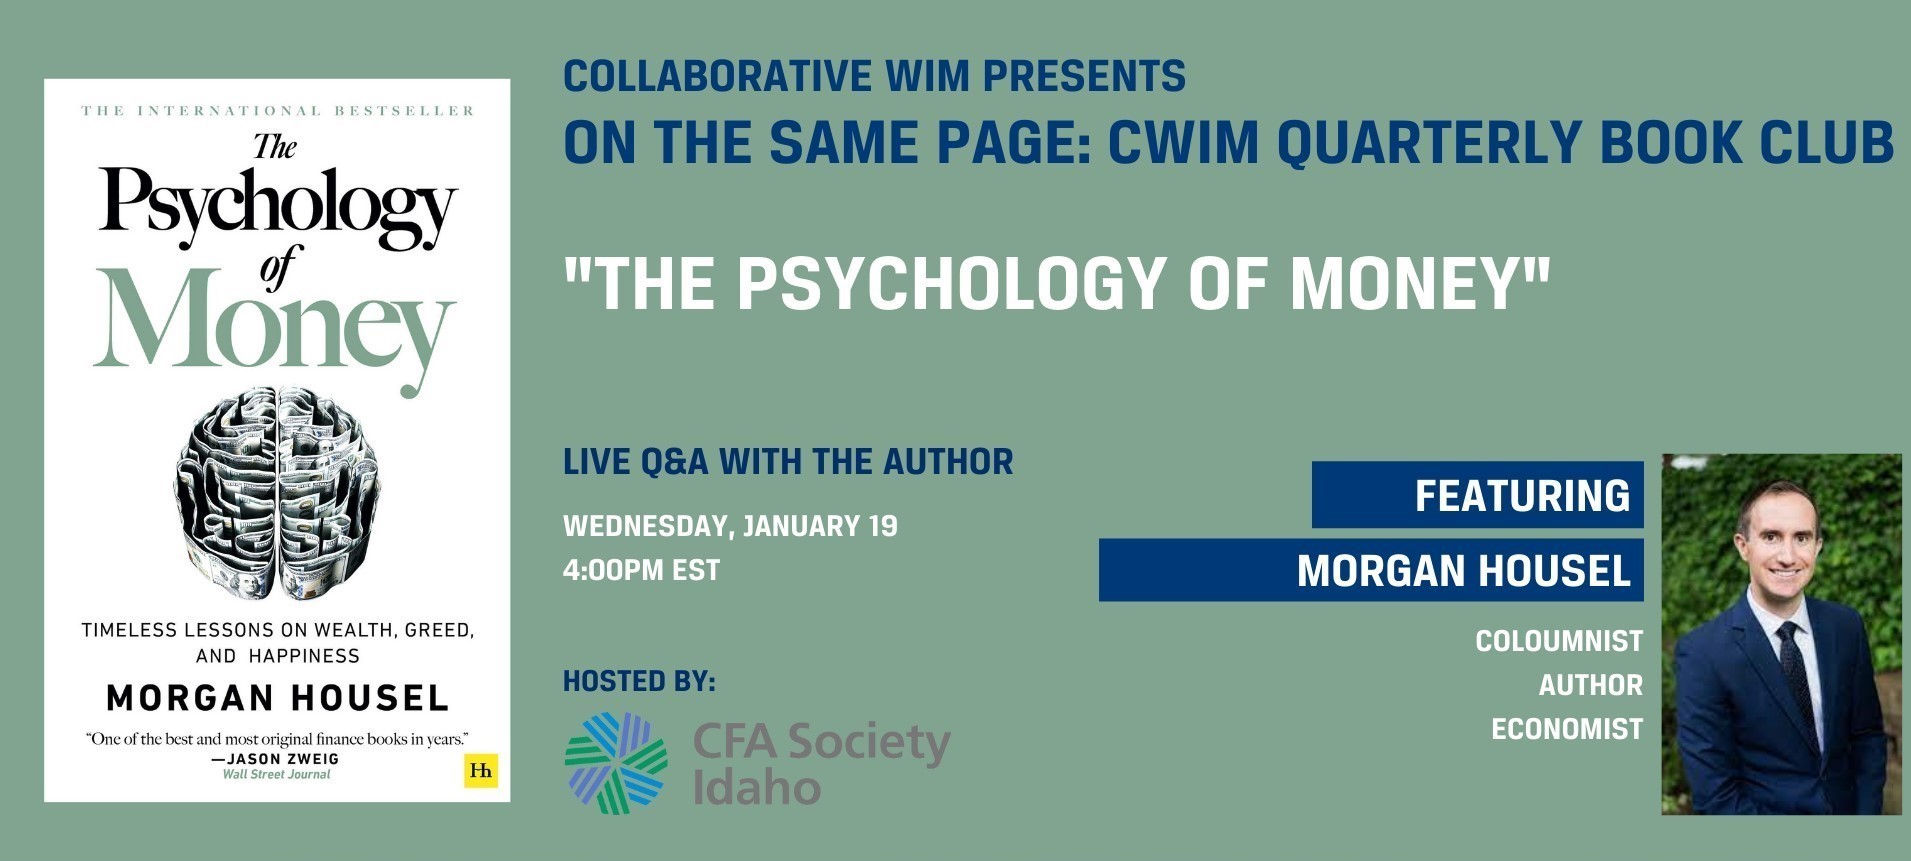 THE INTERNATIONAL BESTSELLER
The
Psychology
of
Money
TIMELESS LESSONS ON WEALTH, GREED,
AND HAPPINESS
MORGAN HOUSEL
“One of the best and most original finance books in years.”
—JASON ZWEIG
Wall Street Journal
Hh
COLLABORATIVE WIM PRESENTS
ON THE SAME PAGE: CWIM QUARTERLY BOOK CLUB
"THE PSYCHOLOGY OF MONEY"
LIVE Q&A WITH THE AUTHOR
WEDNESDAY, JANUARY 19
4:00PM EST
HOSTED BY:
CFA Society
Idaho
FEATURING
MORGAN HOUSEL
COLOUMNIST
AUTHOR
ECONOMIST